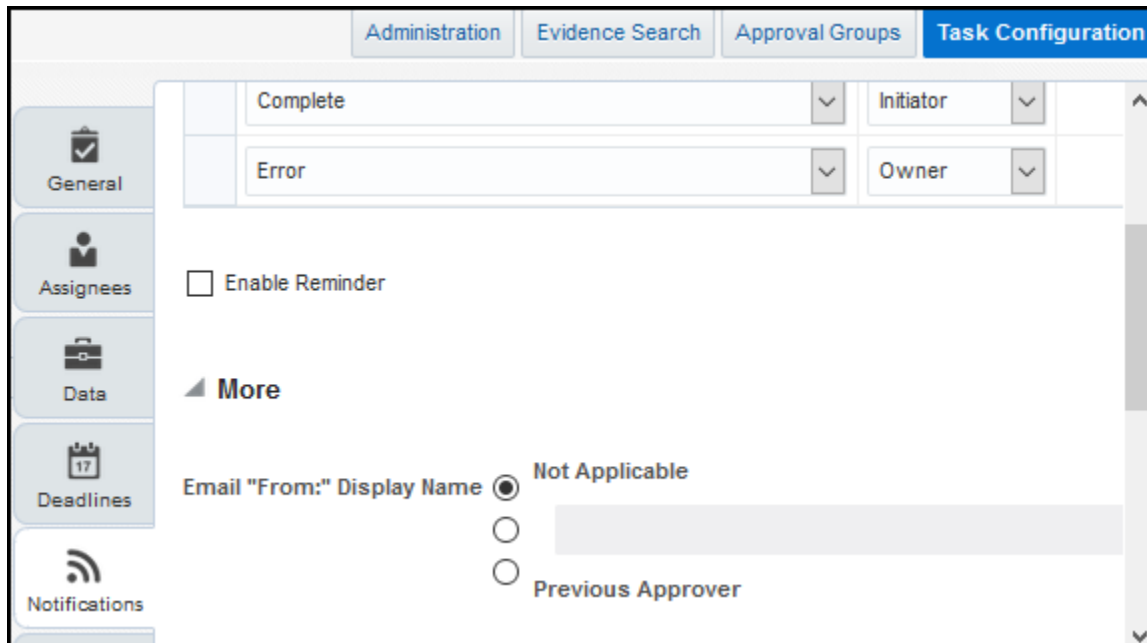 Administration
Evidence Search
Approval Groups
Task Configuration
General
Assignees
Data
17
Deadlines
Notifications
Complete
Initiator
Error
Owner
Enable Reminder
More
Email "From:" Display Name
Not Applicable
Previous Approver